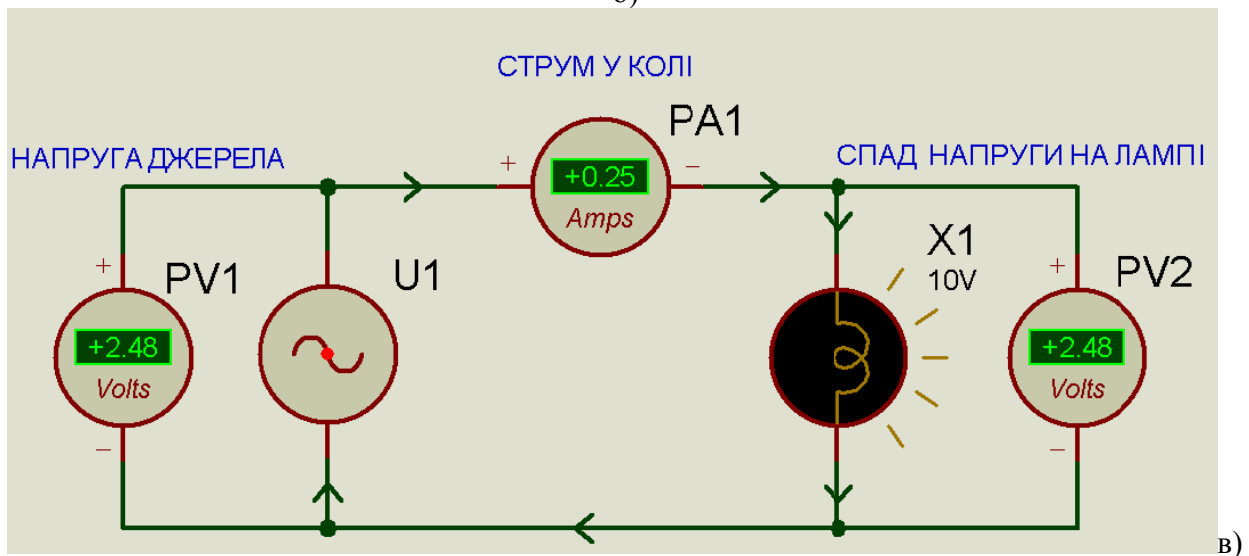 СТРУМ У КОЛІ
PA1
НАПРУГА ДЖЕРЕЛА
+
+0.25
Amps
−
СПАД НАПРУГИ НА ЛАМПІ
+
PV1
+2.48
Volts
−
U1
X1
10V
+
PV2
+2.48
Volts
−
в)